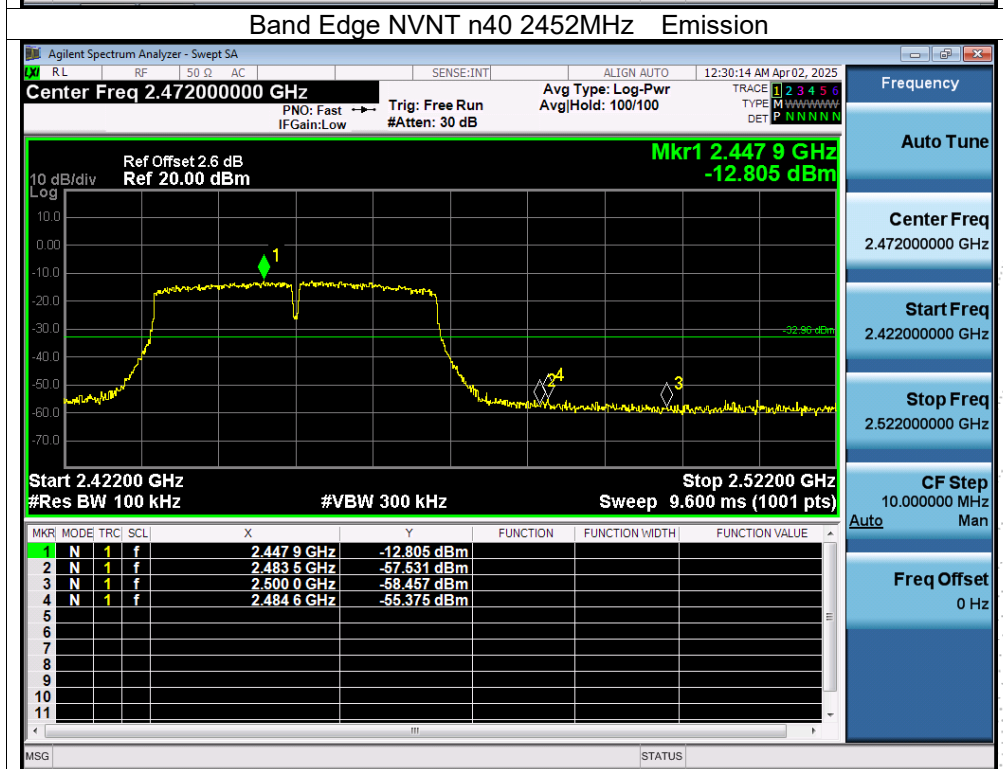 Band Edge NVNT n40 2452MHz Emission
Agilent Spectrum Analyzer - Swept SA
LXI RL RF 50 Ω AC SENSE:INT ALIGN AUTO 12:30:14 AM Apr 02, 2025
Center Freq 2.472000000 GHz
PNO: Fast
IFGain:Low
Trig: Free Run
#Atten: 30 dB
Avg Type: Log-Pwr
Avg|Hold: 100/100
TRACE 1 2 3 4 5 6
TYPE M W W W W W
DET P N N N N N
Mkr1 2.447 9 GHz
-12.805 dBm
Ref Offset 2.6 dB
10 dB/div Ref 20.00 dBm
Log
10.0
0.00
-10.0
-20.0
-30.0
-40.0
-50.0
-60.0
-70.0
1
-32.96 dBm
2
4
3
Start 2.42200 GHz Stop 2.52200 GHz
#Res BW 100 kHz #VBW 300 kHz Sweep 9.600 ms (1001 pts)
MKR MODE TRC SCL X Y FUNCTION FUNCTION WIDTH FUNCTION VALUE
1 N 1 f 2.447 9 GHz -12.805 dBm
2 N 1 f 2.483 5 GHz -57.531 dBm
3 N 1 f 2.500 0 GHz -58.457 dBm
4 N 1 f 2.484 6 GHz -55.375 dBm
5
6
7
8
9
10
11
MSG STATUS
Frequency
Auto Tune
Center Freq
2.472000000 GHz
Start Freq
2.422000000 GHz
Stop Freq
2.522000000 GHz
CF Step
10.000000 MHz
Auto Man
Freq Offset
0 Hz